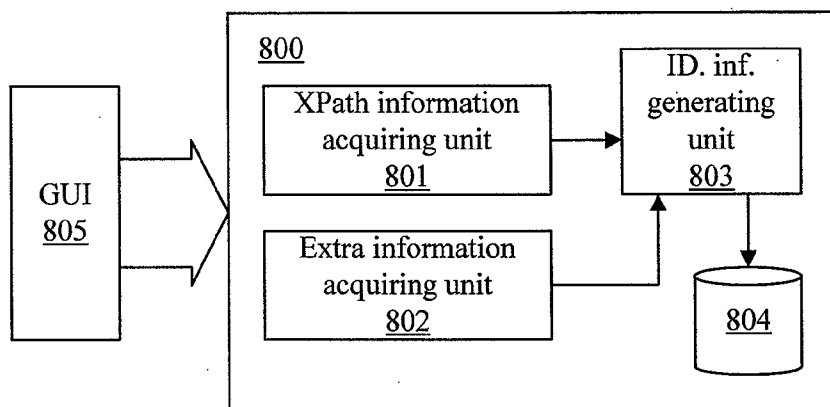 800
XPath information
acquiring unit
801
ID. inf.
generating
unit
803
GUI
805
Extra information
acquiring unit
802
804